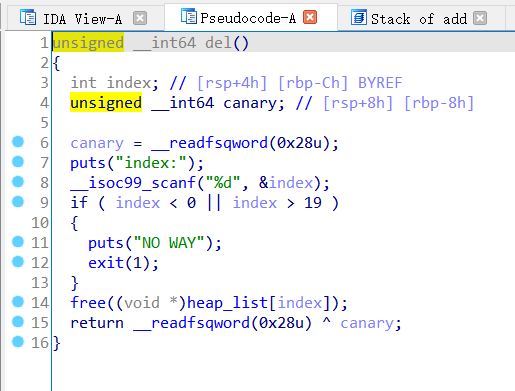 IDA View-A Pseudocode-A Stack of add
1 unsigned __int64 del()
2 {
3 int index; // [rsp+4h] [rbp-Ch] BYREF
4 unsigned __int64 canary; // [rsp+8h] [rbp-8h]
5
6 canary = __readfsqword(0x28u);
7 puts("index:");
8 __isoc99_scanf("%d", &index);
9 if ( index < 0 || index > 19 )
10 {
11 puts("NO WAY");
12 exit(1);
13 }
14 free((void *)heap_list[index]);
15 return __readfsqword(0x28u) ^ canary;
16 }